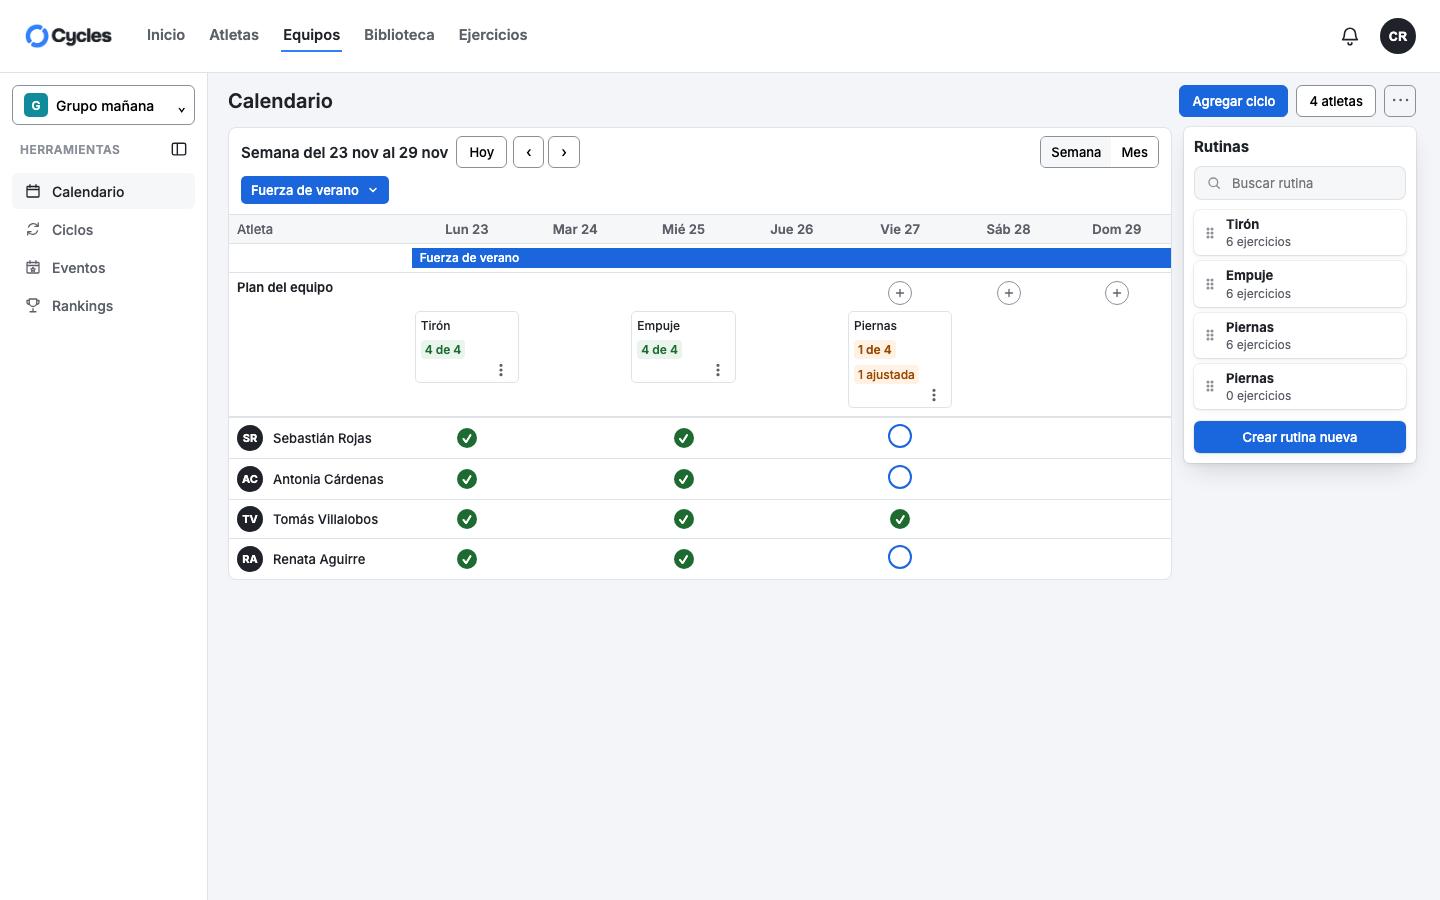 Cycles
Inicio
Atletas
Equipos
Biblioteca
Ejercicios
CR
G
Grupo mañana
HERRAMIENTAS
Calendario
Ciclos
Eventos
Rankings
Calendario
Agregar ciclo
4 atletas
Semana del 23 nov al 29 nov
Hoy
Semana
Mes
Fuerza de verano
Atleta
Lun 23
Mar 24
Mié 25
Jue 26
Vie 27
Sáb 28
Dom 29
Fuerza de verano
Plan del equipo
Tirón
4 de 4
Empuje
4 de 4
Piernas
1 de 4
1 ajustada
SR
Sebastián Rojas
AC
Antonia Cárdenas
TV
Tomás Villalobos
RA
Renata Aguirre
Rutinas
Buscar rutina
Tirón
6 ejercicios
Empuje
6 ejercicios
Piernas
6 ejercicios
Piernas
0 ejercicios
Crear rutina nueva